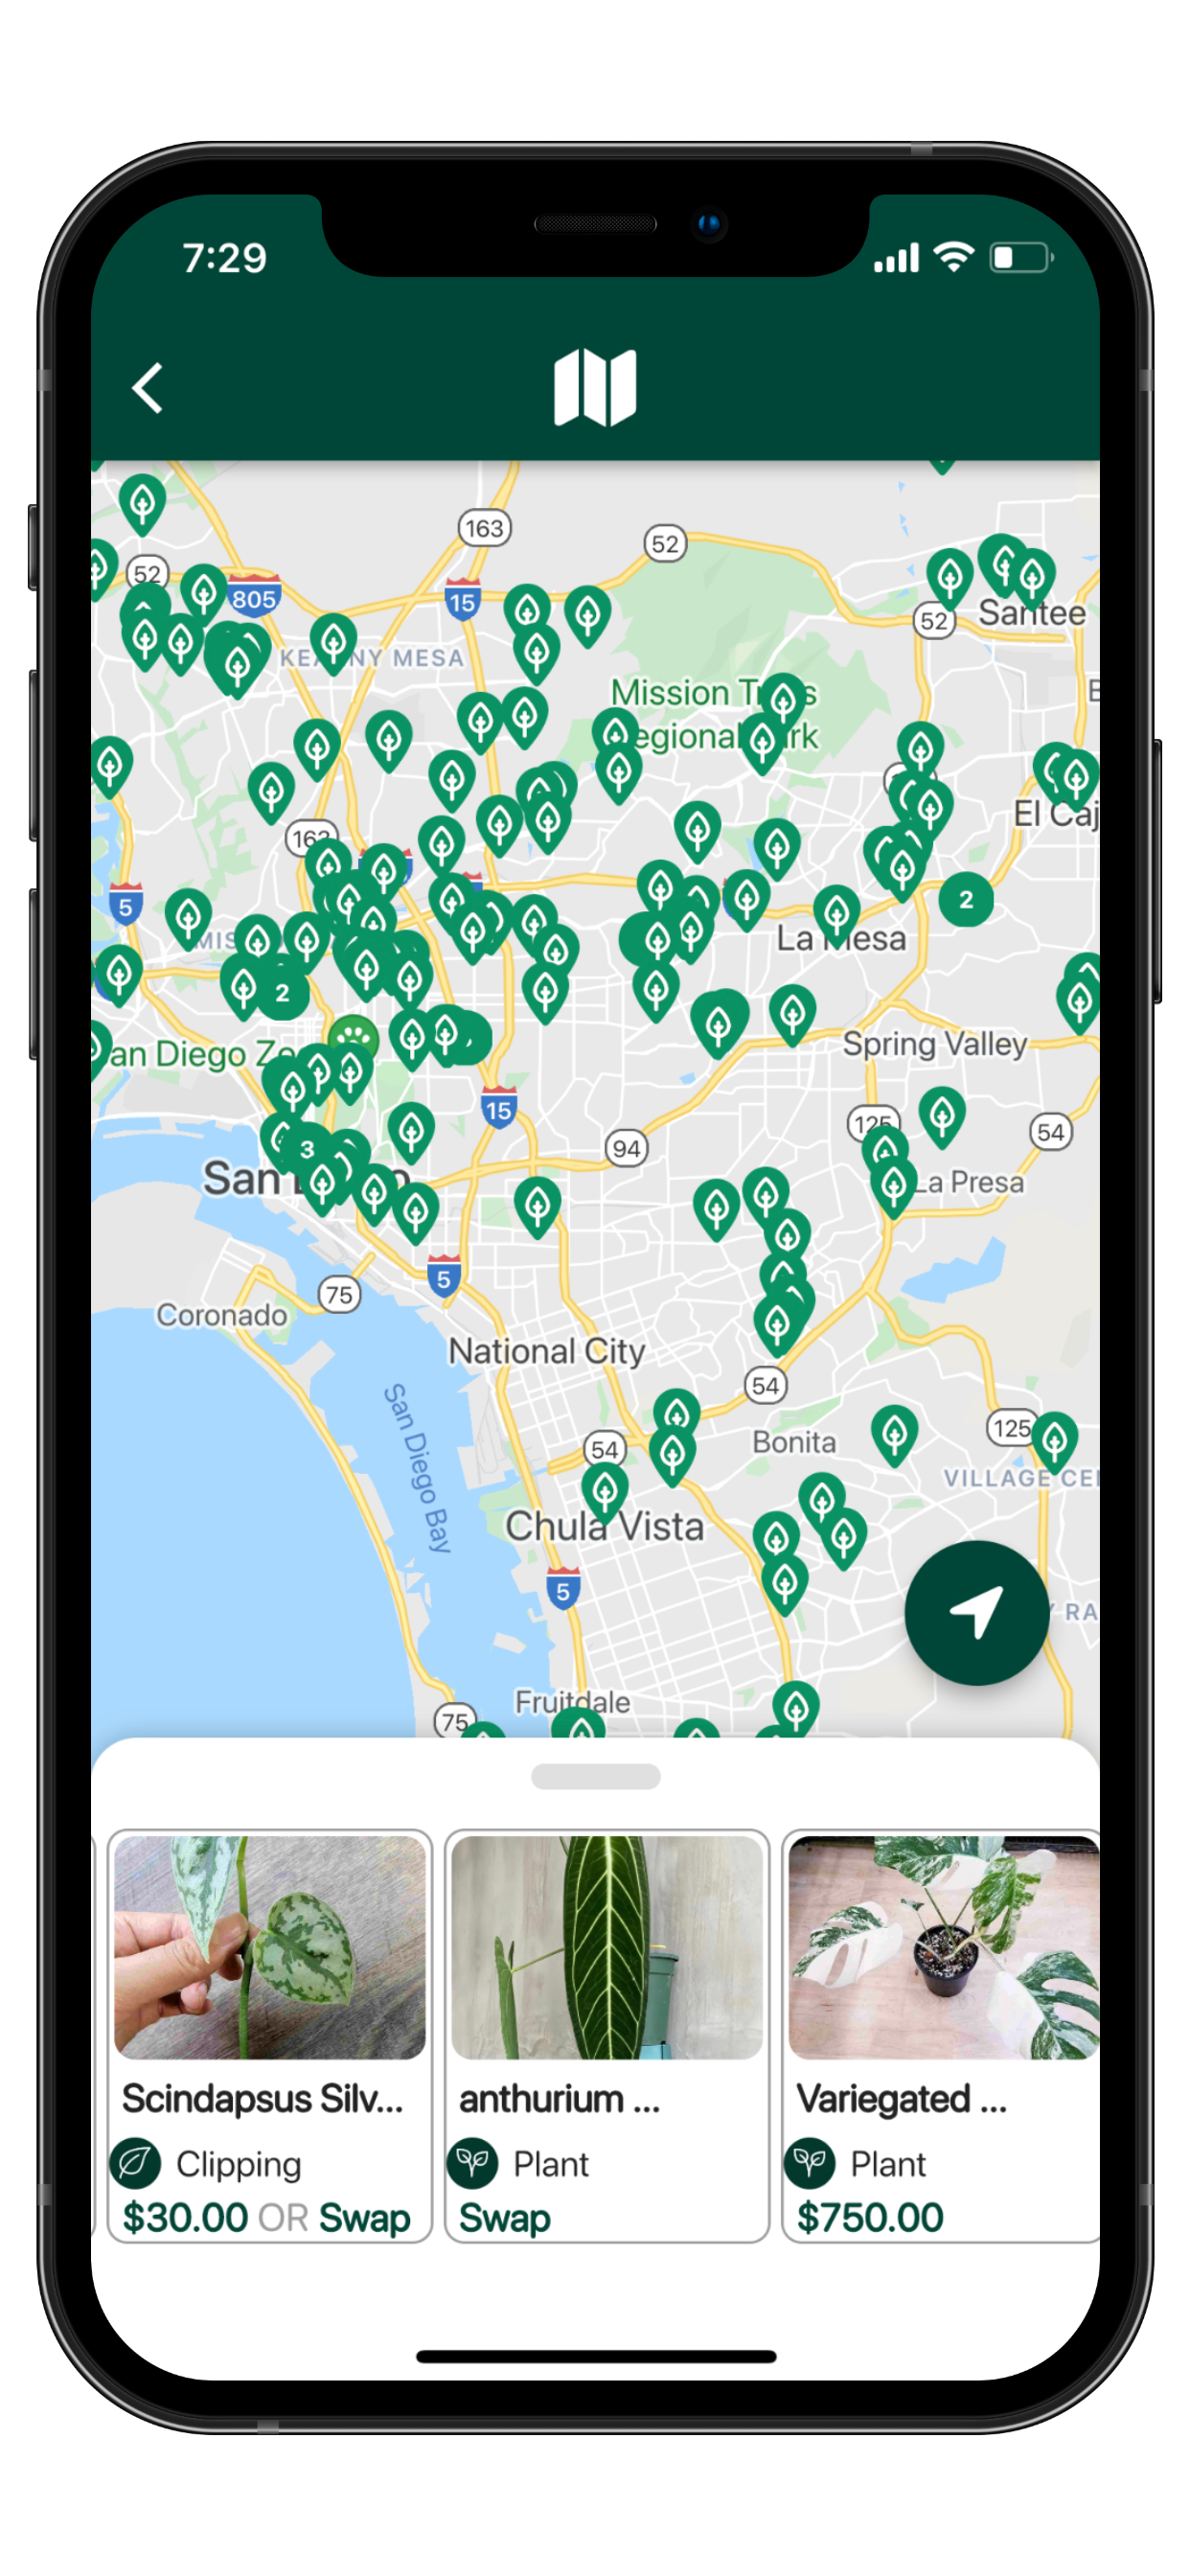 7:29
163
52
52
805
15
Santee
52
KEARNY MESA
Mission Trails
Regional Park
El Caj
163
5
2
La Mesa
2
San Diego Zoo
Spring Valley
15
125
54
94
3
San Diego
La Presa
5
75
Coronado
National City
54
San Diego Bay
125
54
Bonita
VILLAGE CE
Chula Vista
5
RA
Fruitdale
75
Scindapsus Silv...
anthurium ...
Variegated ...
Clipping
Plant
Plant
$30.00 OR Swap
Swap
$750.00